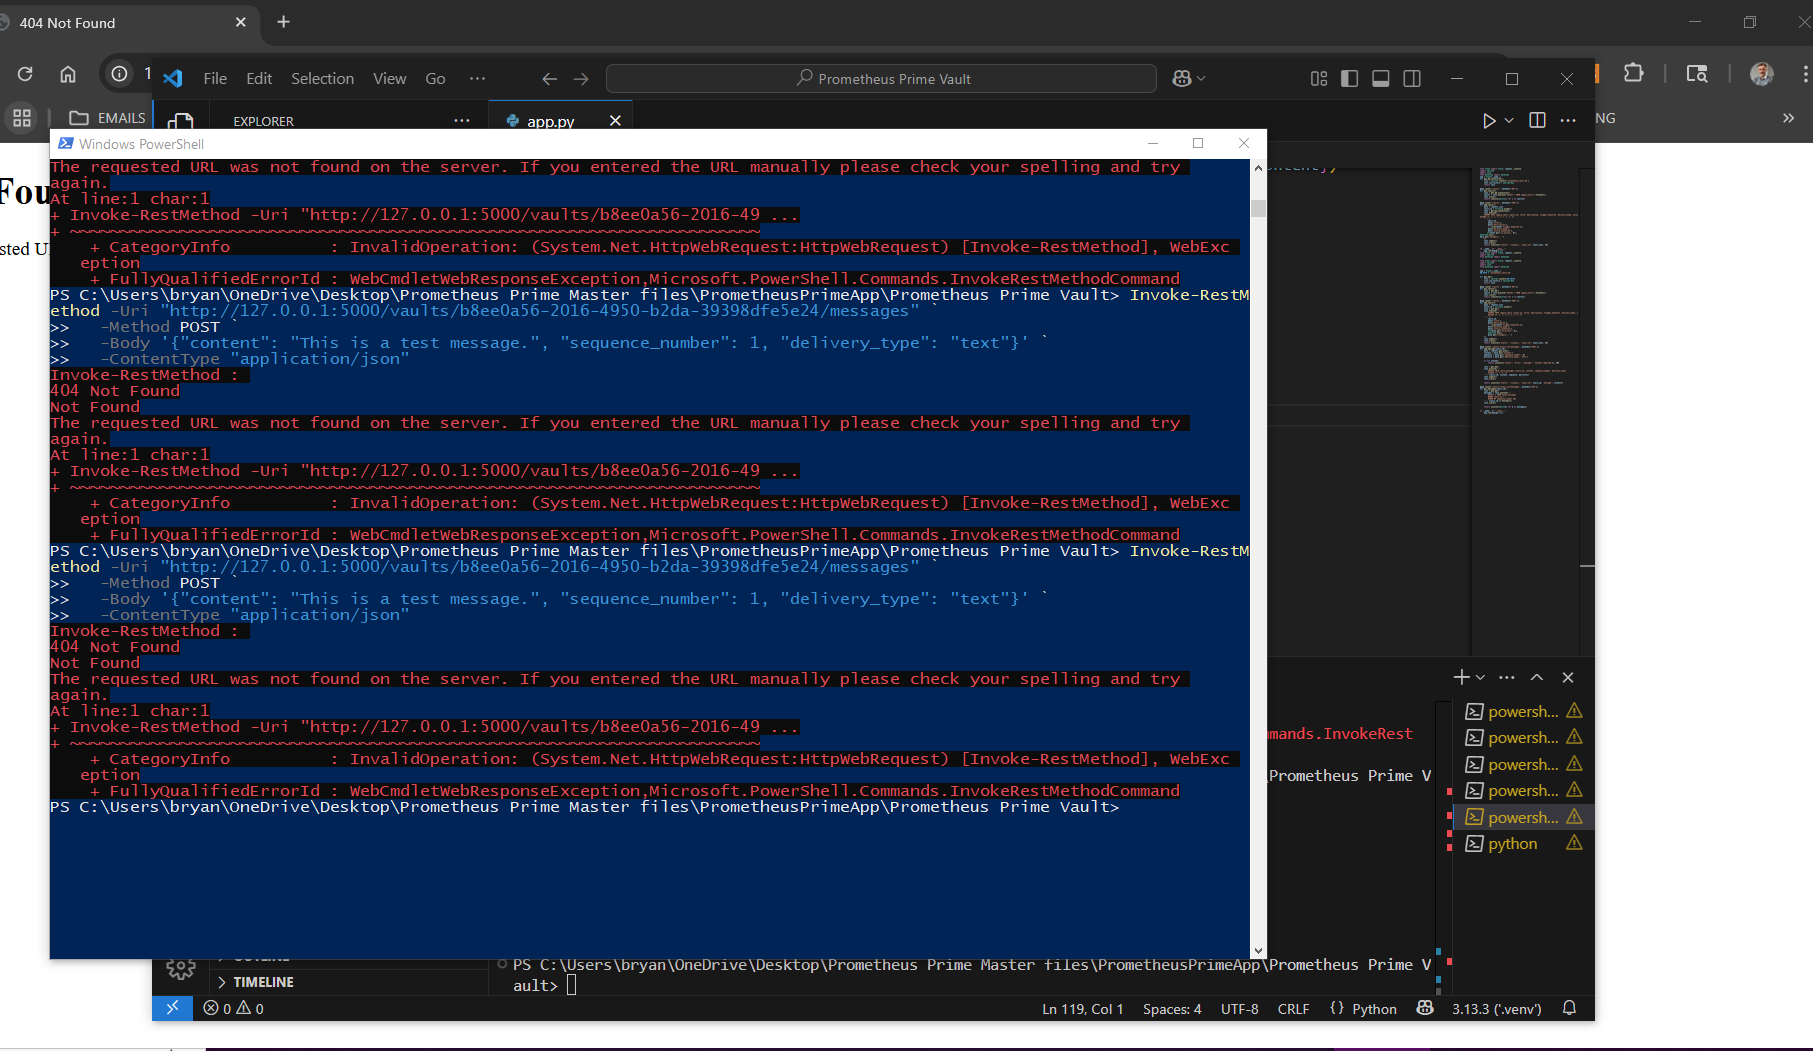 404 Not Found
1
File Edit Selection View Go ···
Prometheus Prime Vault
EMAILS
EXPLORER
app.py
NG
Windows PowerShell
Fou
sted U
The requested URL was not found on the server. If you entered the URL manually please check your spelling and try
again.
At line:1 char:1
+ Invoke-RestMethod -Uri "http://127.0.0.1:5000/vaults/b8ee0a56-2016-49 ...
+ ~~~~~~~~~~~~~~~~~~~~~~~~~~~~~~~~~~~~~~~~~~~~~~~~~~~~~~~~~~~~~~~~~~~~~
+ CategoryInfo          : InvalidOperation: (System.Net.HttpWebRequest:HttpWebRequest) [Invoke-RestMethod], WebExc
eption
+ FullyQualifiedErrorId : WebCmdletWebResponseException,Microsoft.PowerShell.Commands.InvokeRestMethodCommand
PS C:\Users\bryan\OneDrive\Desktop\Prometheus Prime Master files\PrometheusPrimeApp\Prometheus Prime Vault> Invoke-RestM
ethod -Uri "http://127.0.0.1:5000/vaults/b8ee0a56-2016-4950-b2da-39398dfe5e24/messages" `
>>   -Method POST `
>>   -Body '{"content": "This is a test message.", "sequence_number": 1, "delivery_type": "text"}' `
>>   -ContentType "application/json"
Invoke-RestMethod :
404 Not Found
Not Found
The requested URL was not found on the server. If you entered the URL manually please check your spelling and try
again.
At line:1 char:1
+ Invoke-RestMethod -Uri "http://127.0.0.1:5000/vaults/b8ee0a56-2016-49 ...
+ ~~~~~~~~~~~~~~~~~~~~~~~~~~~~~~~~~~~~~~~~~~~~~~~~~~~~~~~~~~~~~~~~~~~~~
+ CategoryInfo          : InvalidOperation: (System.Net.HttpWebRequest:HttpWebRequest) [Invoke-RestMethod], WebExc
eption
+ FullyQualifiedErrorId : WebCmdletWebResponseException,Microsoft.PowerShell.Commands.InvokeRestMethodCommand
PS C:\Users\bryan\OneDrive\Desktop\Prometheus Prime Master files\PrometheusPrimeApp\Prometheus Prime Vault> Invoke-RestM
ethod -Uri "http://127.0.0.1:5000/vaults/b8ee0a56-2016-4950-b2da-39398dfe5e24/messages" `
>>   -Method POST `
>>   -Body '{"content": "This is a test message.", "sequence_number": 1, "delivery_type": "text"}' `
>>   -ContentType "application/json"
Invoke-RestMethod :
404 Not Found
Not Found
The requested URL was not found on the server. If you entered the URL manually please check your spelling and try
again.
At line:1 char:1
+ Invoke-RestMethod -Uri "http://127.0.0.1:5000/vaults/b8ee0a56-2016-49 ...
+ ~~~~~~~~~~~~~~~~~~~~~~~~~~~~~~~~~~~~~~~~~~~~~~~~~~~~~~~~~~~~~~~~~~~~~
+ CategoryInfo          : InvalidOperation: (System.Net.HttpWebRequest:HttpWebRequest) [Invoke-RestMethod], WebExc
eption
+ FullyQualifiedErrorId : WebCmdletWebResponseException,Microsoft.PowerShell.Commands.InvokeRestMethodCommand
PS C:\Users\bryan\OneDrive\Desktop\Prometheus Prime Master files\PrometheusPrimeApp\Prometheus Prime Vault>
mands.InvokeRest
\Prometheus Prime V
powersh...
powersh...
powersh...
powersh...
powersh...
python
TIMELINE
PS C:\Users\bryan\OneDrive\Desktop\Prometheus Prime Master files\PrometheusPrimeApp\Prometheus Prime V
ault>
0 0
Ln 119, Col 1 Spaces: 4 UTF-8 CRLF {} Python 3.13.3 ('.venv')